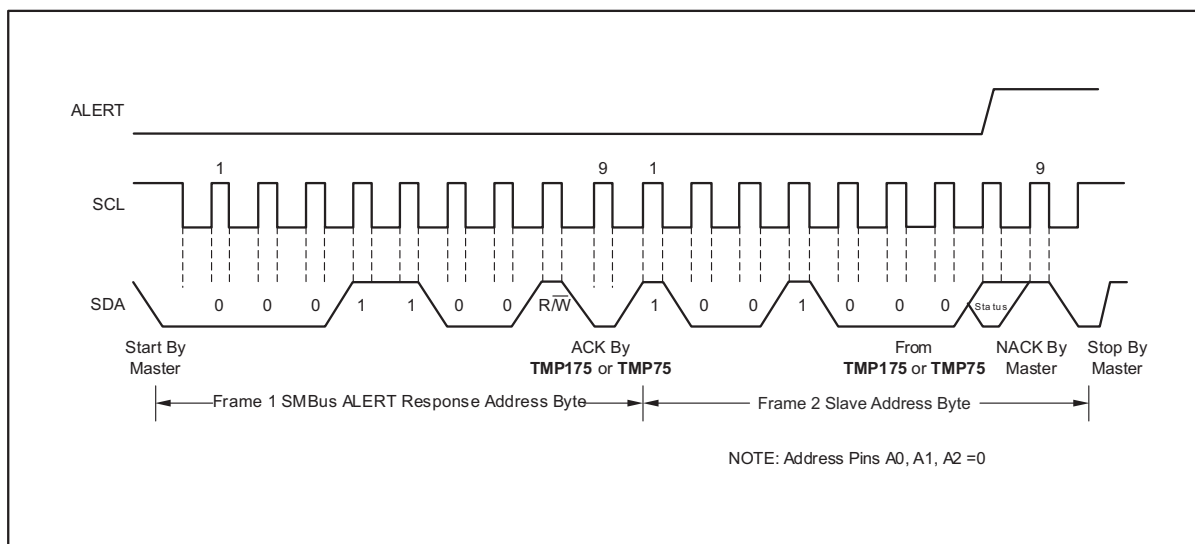 ALERT
1 9 1 9
SCL
SDA 0 0 0 1 1 0 0 R/W̅ 1 0 0 1 0 0 0 Status
Start By
Master
ACK By
TMP175 or TMP75
From
TMP175 or TMP75
NACK By
Master
Stop By
Master
Frame 1 SMBus ALERT Response Address Byte
Frame 2 Slave Address Byte
NOTE: Address Pins A0, A1, A2 =0